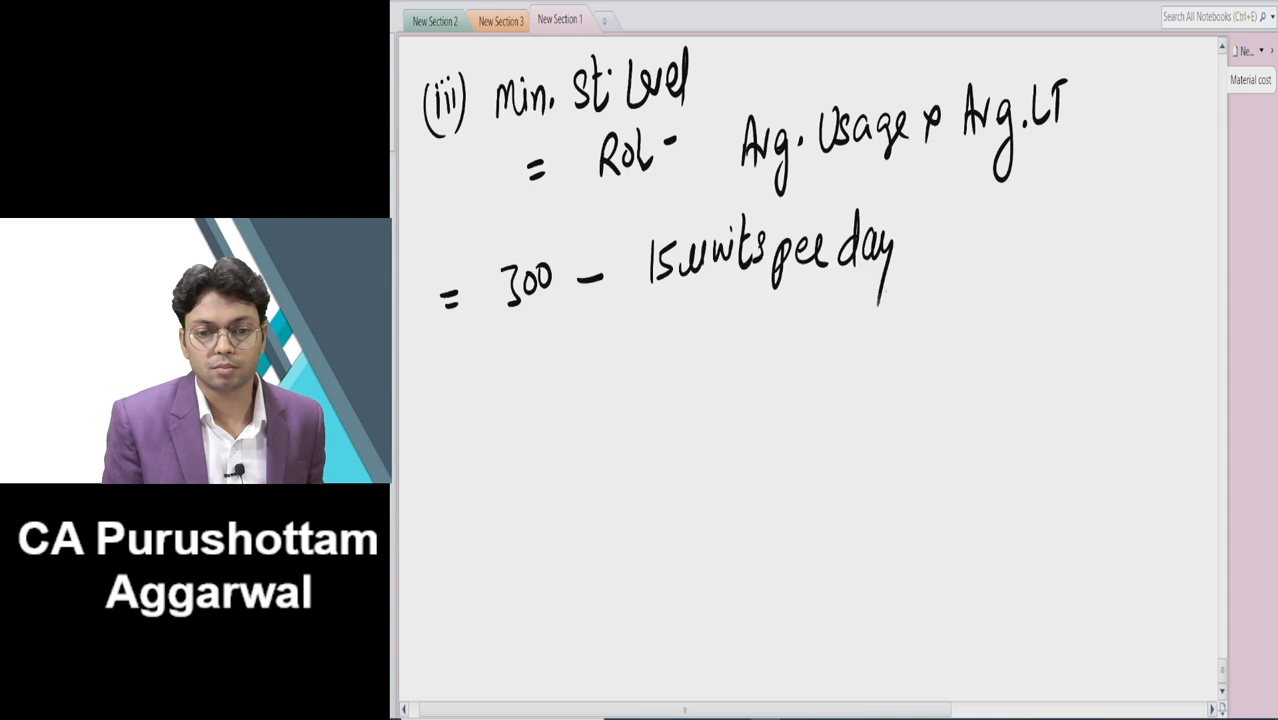 New Section 2
New Section 3
New Section 1
Search All Notebooks (Ctrl+E)
Ne...
Material cost
(iii) Min. St. Level
= ROL - Avg. Usage × Avg. LT
= 300 - 15 units per day
CA Purushottam
Aggarwal